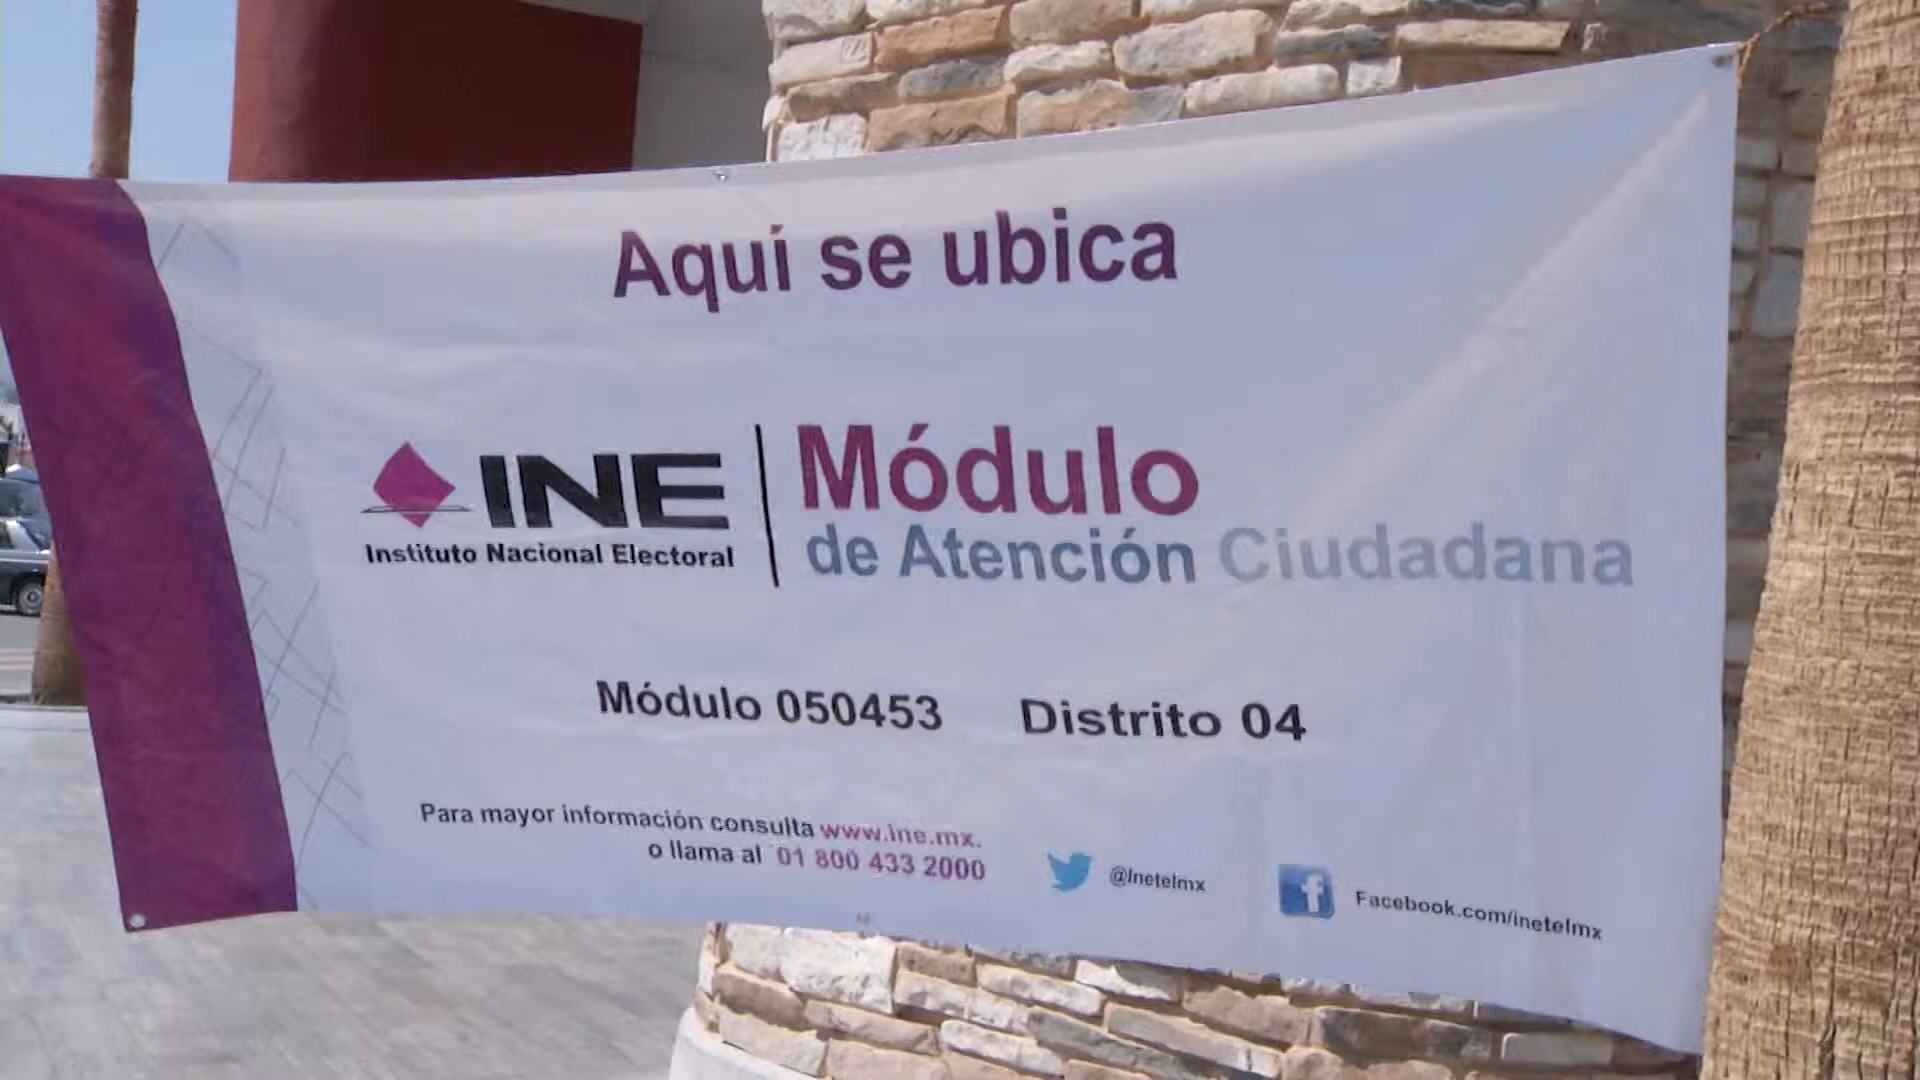 Aquí se ubica
INE
Instituto Nacional Electoral
Módulo
de Atención Ciudadana
Módulo 050453 Distrito 04
Para mayor información consulta www.ine.mx.
o llama al 01 800 433 2000
@Inetelmx
Facebook.com/inetelmx